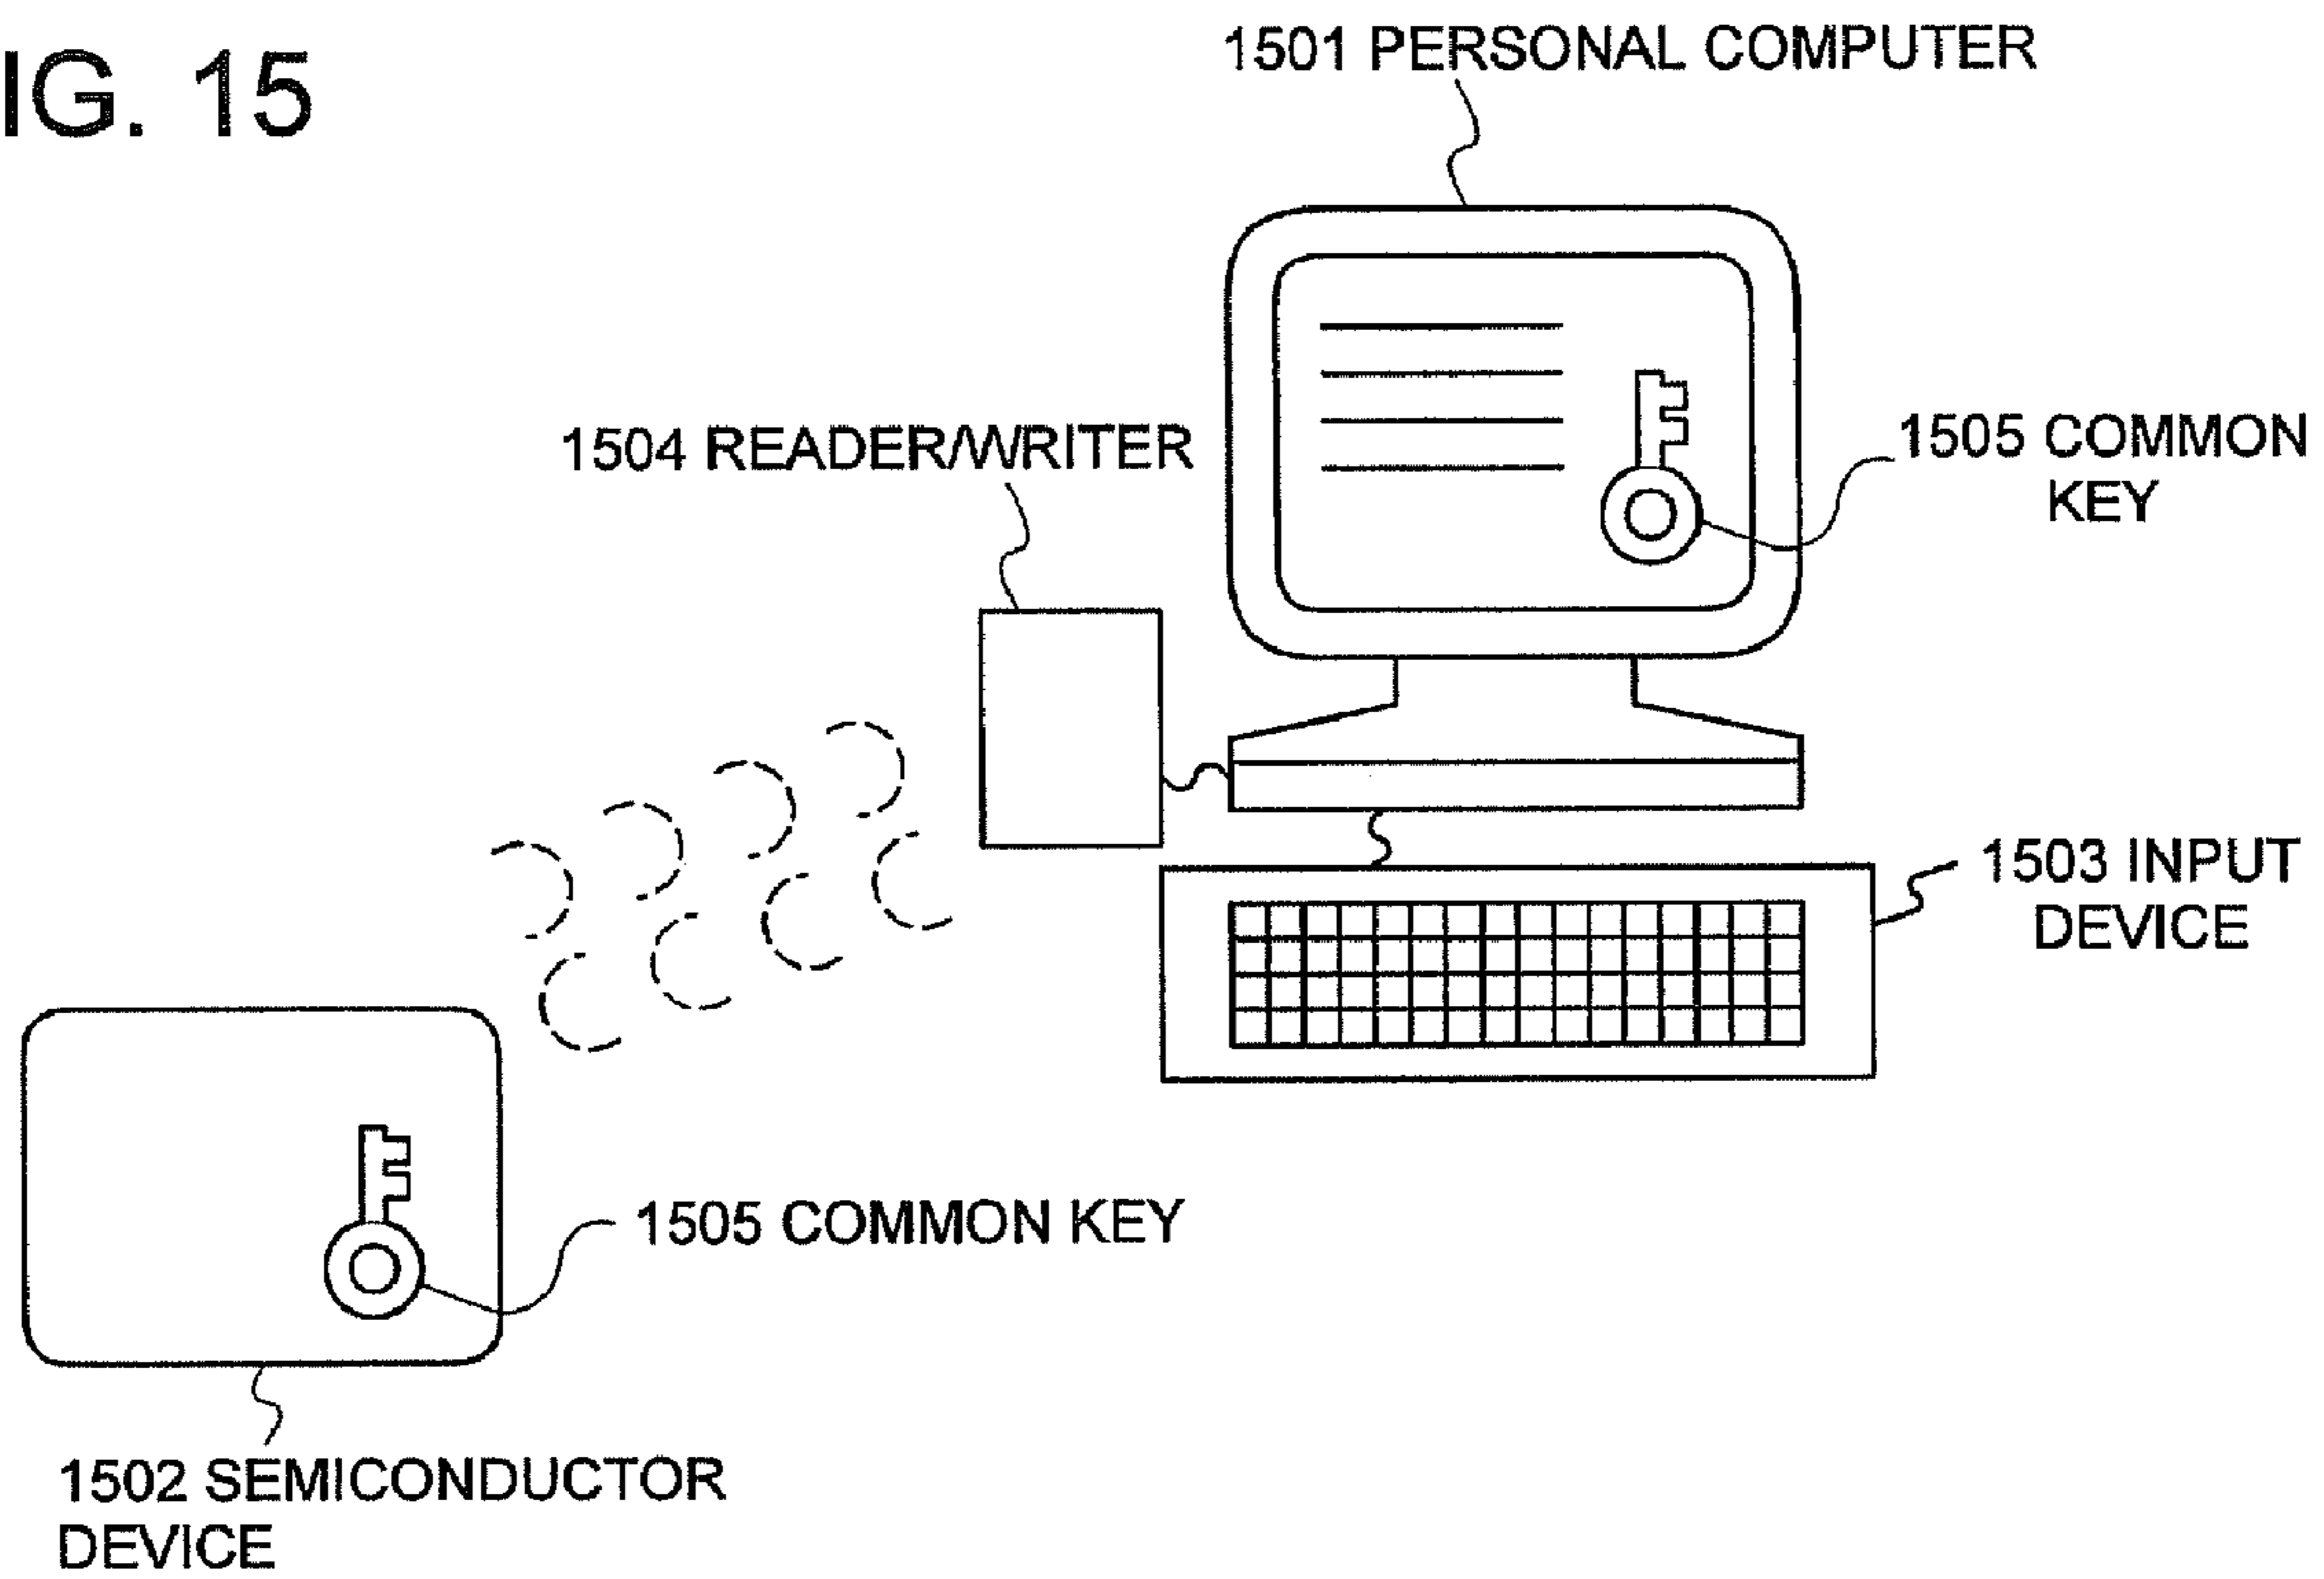 IG. 15
1501 PERSONAL COMPUTER
1504 READER/WRITER
1505 COMMON
KEY
1503 INPUT
DEVICE
1505 COMMON KEY
1502 SEMICONDUCTOR
DEVICE